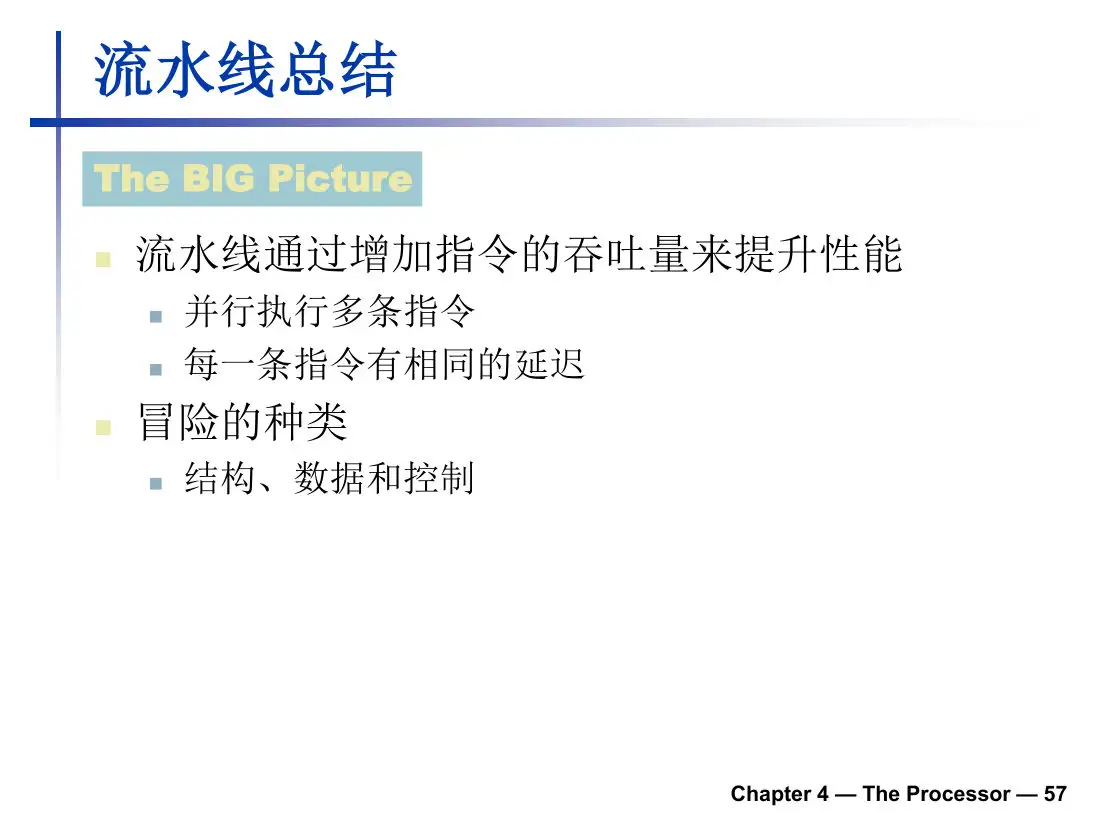 流水线总结
The BIG Picture
流水线通过增加指令的吞吐量来提升性能
并行执行多条指令
每一条指令有相同的延迟
冒险的种类
结构、数据和控制
Chapter 4 — The Processor — 57